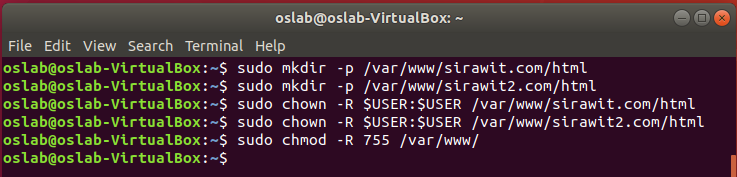 oslab@oslab-VirtualBox: ~
File Edit View Search Terminal Help
oslab@oslab-VirtualBox:~$ sudo mkdir -p /var/www/sirawit.com/html
oslab@oslab-VirtualBox:~$ sudo mkdir -p /var/www/sirawit2.com/html
oslab@oslab-VirtualBox:~$ sudo chown -R $USER:$USER /var/www/sirawit.com/html
oslab@oslab-VirtualBox:~$ sudo chown -R $USER:$USER /var/www/sirawit2.com/html
oslab@oslab-VirtualBox:~$ sudo chmod -R 755 /var/www/
oslab@oslab-VirtualBox:~$